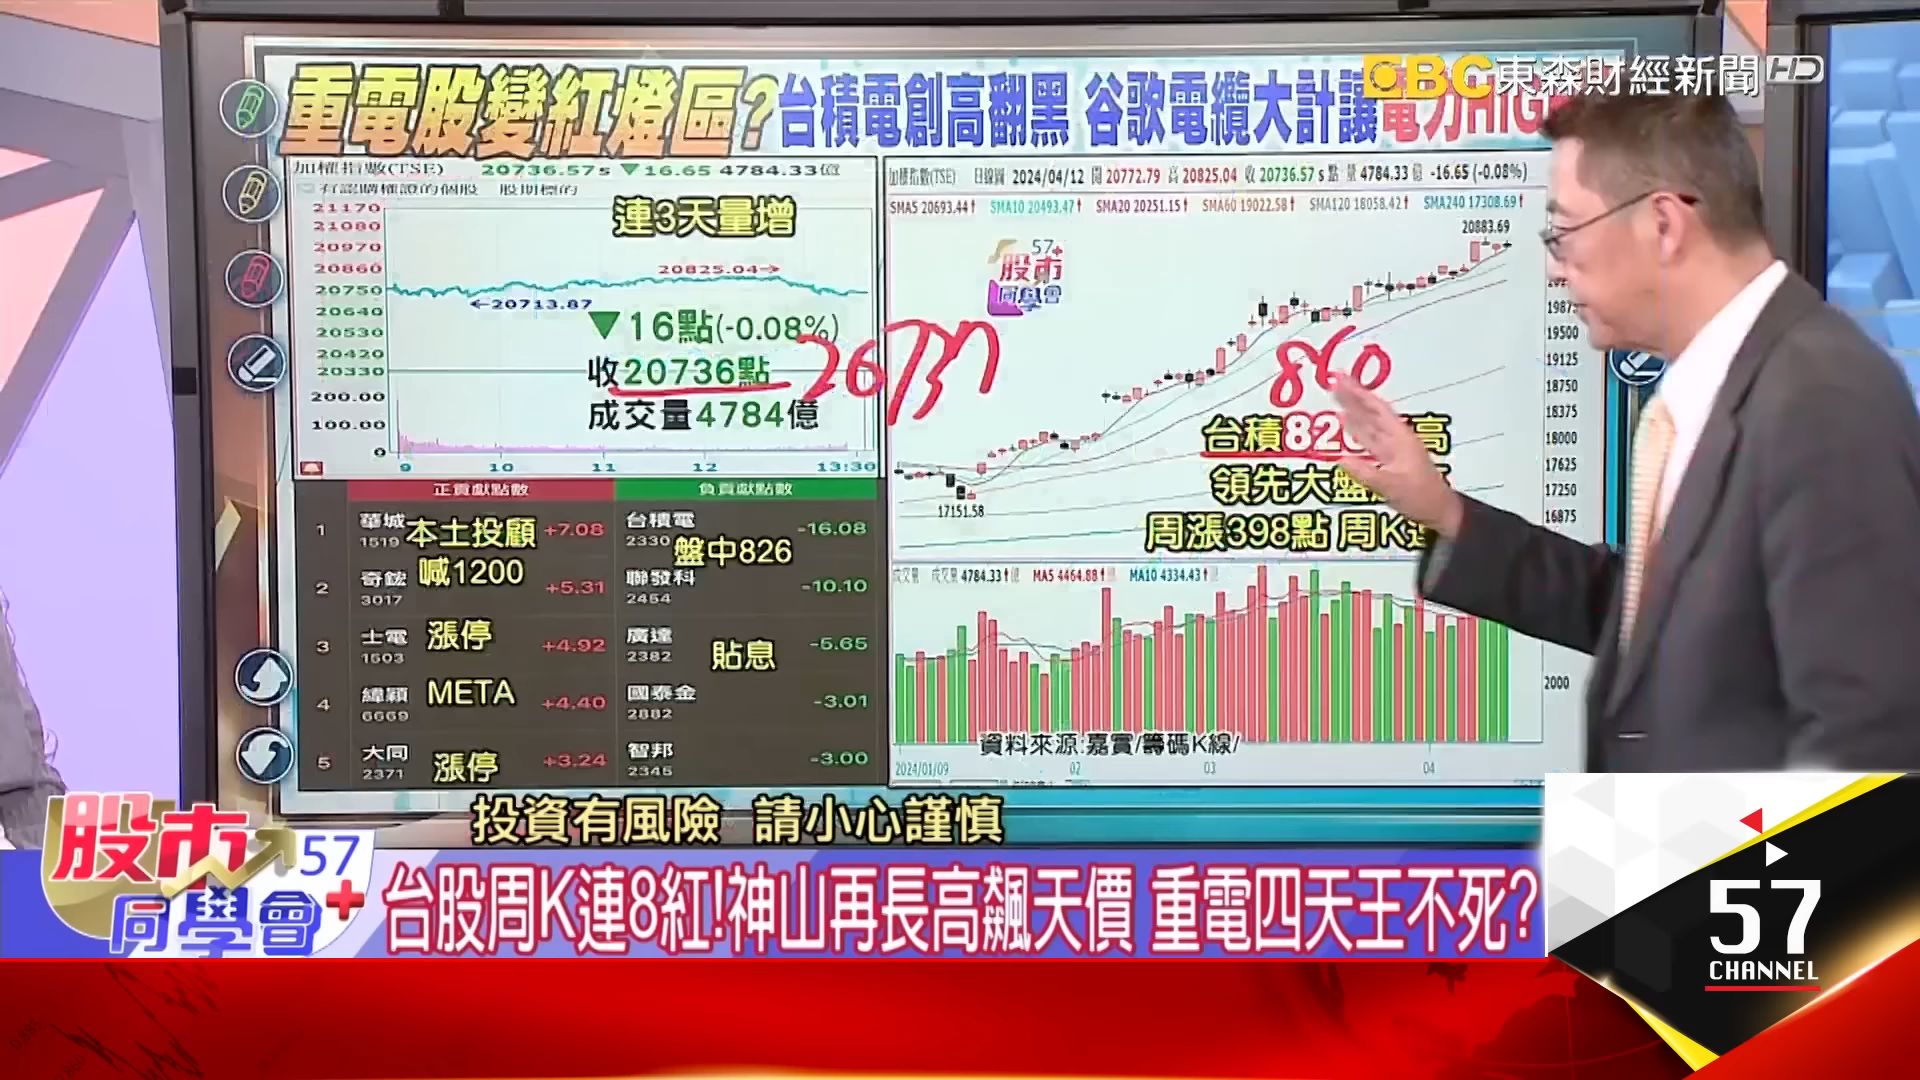 EBC 東森財經新聞 HD
重電股變紅燈區? 台積電創高翻黑 谷歌電纜大計讓電力HIG
加權指數(TSE) 20736.57s ▼16.65 4784.33億
連3天量增
21170
21080
20970
20860
20750
20640
20530
20420
20330
200.00
100.00
0
20825.04→
←20713.87
▼16點(-0.08%)
收20736點
成交量4784億
9 10 11 12 13:30
加權指數(TSE) 日線圖 2024/04/12 開 20772.79 高 20825.04 收 20736.57 s 點 量 4784.33 億 -16.65 (-0.08%)
SMA5 20693.44↑ SMA10 20493.47↑ SMA20 20251.15↑ SMA60 19022.58↑ SMA120 18058.42↑ SMA240 17308.69↑
57+
股市
同學會
20883.69
860
台積82
領先大盤
周漲398點 周K連
17151.58
19875
19500
19125
18750
18375
18000
17625
17250
16875
成交量 成交量 4784.33↑億 MA5 4464.88↑億 MA10 4334.43↑億
2000
資料來源:嘉實/籌碼K線/
2024/01/09 02 03 04
正貢獻點數 負貢獻點數
1 華城 1519 本土投顧喊1200 +7.08 台積電 2330 盤中826 -16.08
2 奇鋐 3017 +5.31 聯發科 2454 -10.10
3 士電 1503 漲停 +4.92 廣達 2382 貼息 -5.65
4 緯穎 6669 META +4.40 國泰金 2882 -3.01
5 大同 2371 漲停 +3.24 智邦 2345 -3.00
投資有風險 請小心謹慎
股市57
同學會+
台股周K連8紅!神山再長高飆天價 重電四天王不死?
57
CHANNEL